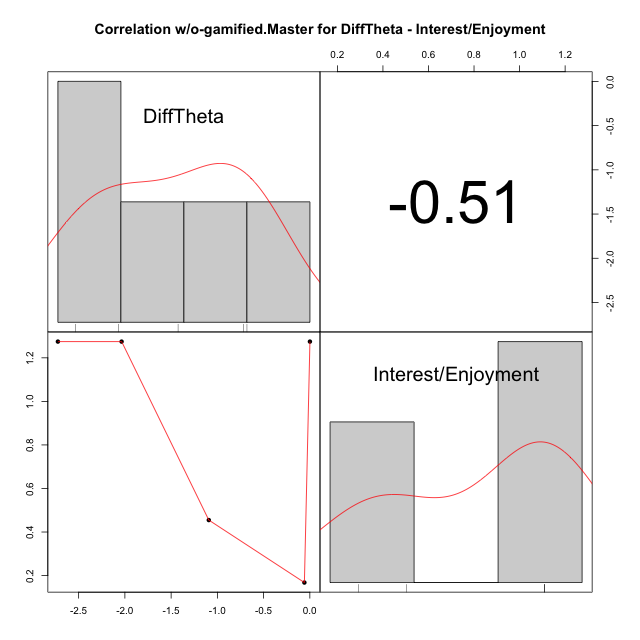 Correlation w/o-gamified.Master for DiffTheta - Interest/Enjoyment
0.2 0.4 0.6 0.8 1.0 1.2
DiffTheta
-0.51
0.0
-0.5
-1.0
-1.5
-2.0
-2.5
1.2
1.0
0.8
0.6
0.4
0.2
Interest/Enjoyment
-2.5 -2.0 -1.5 -1.0 -0.5 0.0